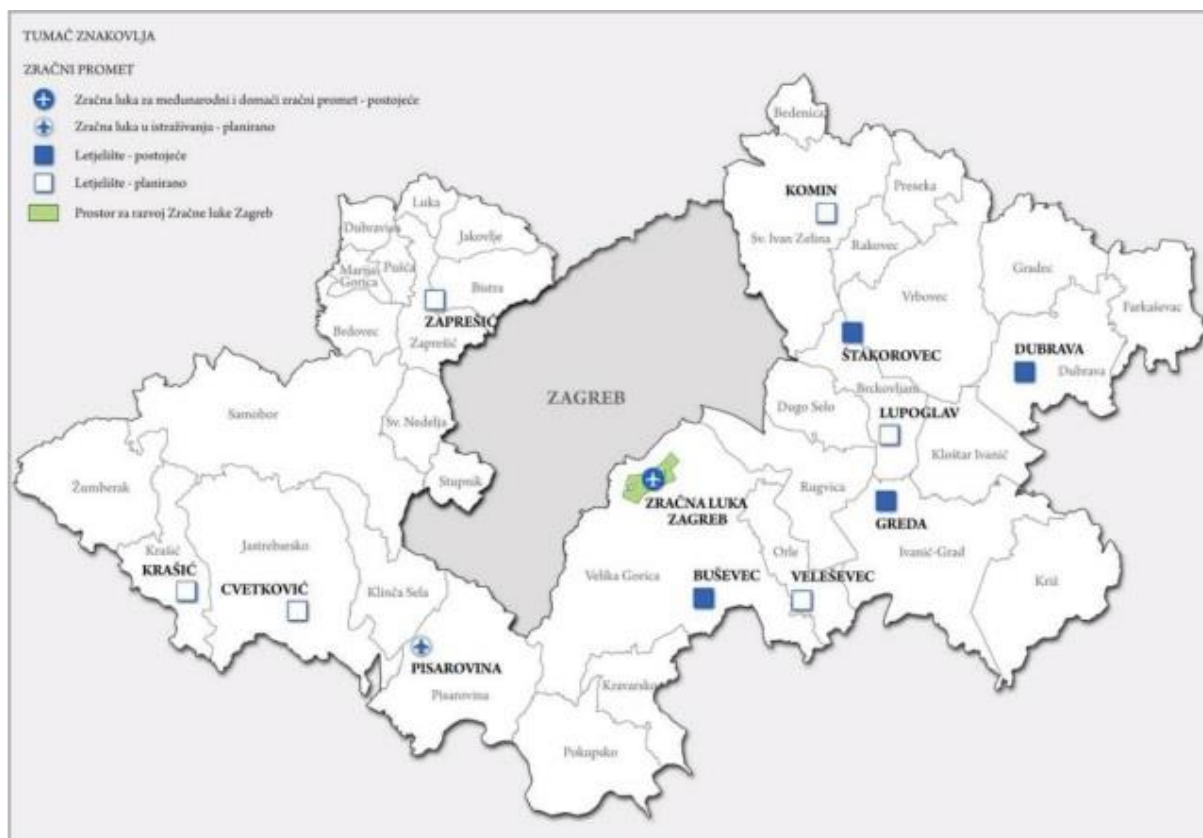 TUMAČ ZNAKOVLJA
ZRAČNI PROMET
Zračna luka za međunarodni i domaći zračni promet - postojeće
Zračna luka u istraživanja - planirano
Letjelište - postojeće
Letjelište - planirano
Prostor za razvoj Zračne luke Zagreb
Bedenica
KOMIN
Preseka
Sv. Ivan Zelina
Rakovec
Luka
Dubravica
Jakovlje
Pušća
Marija
Gorica
Bistra
ZAPREŠIĆ
Bedovec
Zaprešić
Gradec
Vrbovec
Farkaševac
ŠTAKOROVEC
DUBRAVA
Dubrava
Brckovljani
ZAGREB
Samobor
Sv. Nedelja
Dugo Selo
LUPOGLAV
Kloštar Ivanić
Stupnik
Žumberak
Rugvica
ZRAČNA LUKA
ZAGREB
GREDA
Ivanić-Grad
Krašić
KRAŠIĆ
Jastrebarsko
CVETKOVIĆ
Klinča Sela
Velika Gorica
BUŠEVEC
Orle
VELEŠEVEC
Križ
PISAROVINA
Pisarovina
Kravarsko
Pokupsko